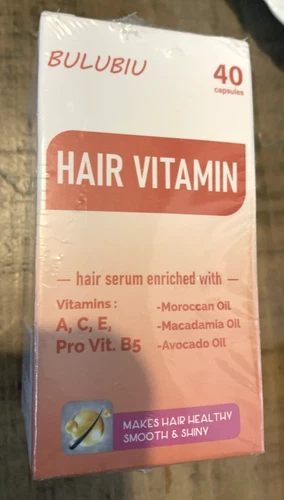 BULUBIU
40
capsules
HAIR VITAMIN
hair serum enriched with
Vitamins :
A, C, E,
Pro Vit. B5
-Moroccan Oil
-Macadamia Oil
-Avocado Oil
MAKES HAIR HEALTHY
SMOOTH & SHINY